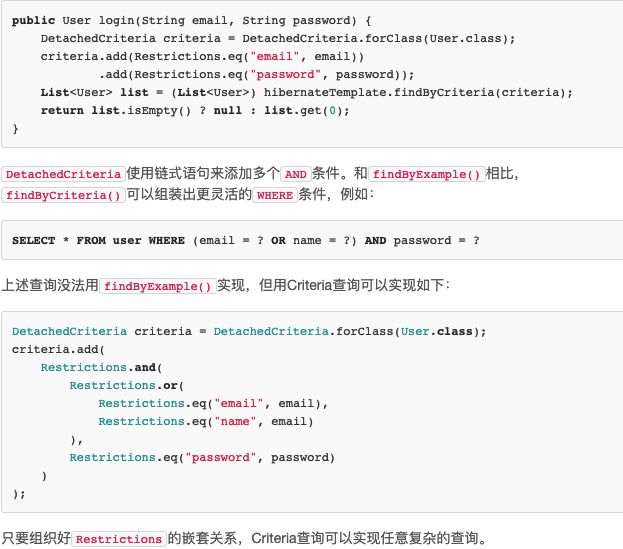 public User login(String email, String password) {
    DetachedCriteria criteria = DetachedCriteria.forClass(User.class);
    criteria.add(Restrictions.eq("email", email))
            .add(Restrictions.eq("password", password));
    List<User> list = (List<User>) hibernateTemplate.findByCriteria(criteria);
    return list.isEmpty() ? null : list.get(0);
}
DetachedCriteria使用链式语句来添加多个AND条件。和findByExample()相比，
findByCriteria()可以组装出更灵活的WHERE条件，例如：
SELECT * FROM user WHERE (email = ? OR name = ?) AND password = ?
上述查询没法用findByExample()实现，但用Criteria查询可以实现如下：
DetachedCriteria criteria = DetachedCriteria.forClass(User.class);
criteria.add(
    Restrictions.and(
        Restrictions.or(
            Restrictions.eq("email", email),
            Restrictions.eq("name", email)
        ),
        Restrictions.eq("password", password)
    )
);
只要组织好Restrictions的嵌套关系，Criteria查询可以实现任意复杂的查询。